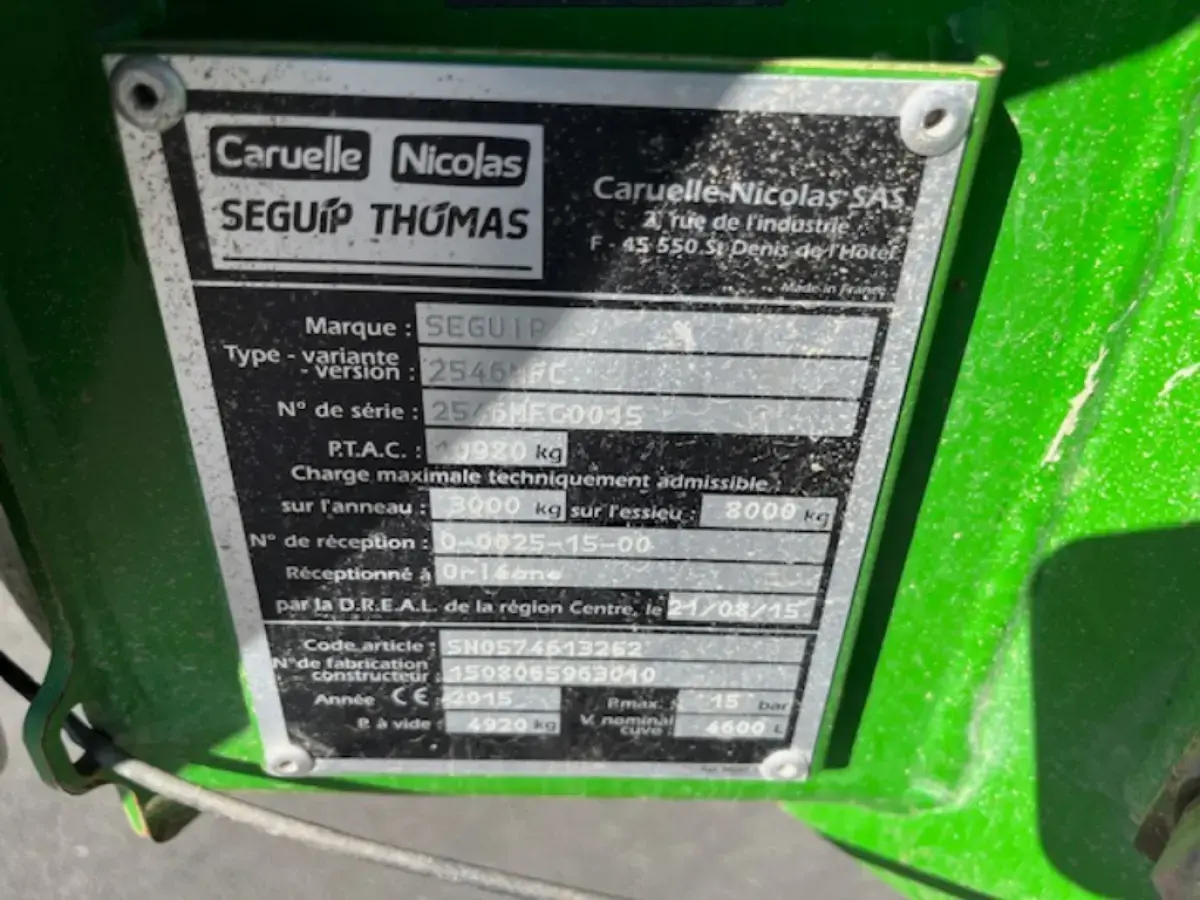 Caruelle Nicolas
SEGUIP THOMAS
Caruelle-Nicolas SAS
2, rue de l'industrie
F - 45 550 St Denis de l'Hôtel
Made in France
Marque : SEGUIP
Type - variante
- version : 2546MFC
N° de série : 2546MFC0015
P.T.A.C. : kg
Charge maximale techniquement admissible
sur l'anneau : 3000 kg sur l'essieu : 8000 kg
N° de réception : 0-0025-15-00
Réceptionné à Orléans
par la D.R.E.A.L. de la région Centre, le 21/08/15
Code article : SN0574613262
N° de fabrication
- constructeur : 1508065963010
Année CE : 2015 P.max. : 15 bar
P. à vide : 4920 kg V. nominal
cuve : 4600 L